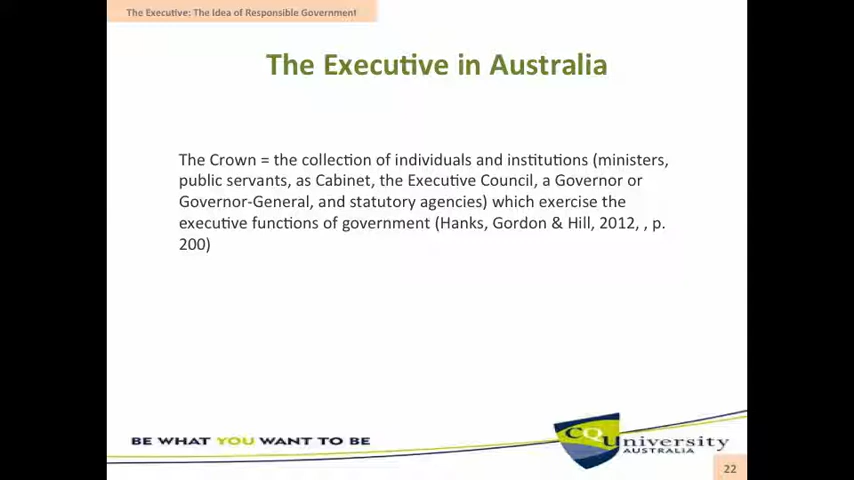 The Executive: The Idea of Responsible Government
The Executive in Australia
The Crown = the collection of individuals and institutions (ministers,
public servants, as Cabinet, the Executive Council, a Governor or
Governor-General, and statutory agencies) which exercise the
executive functions of government (Hanks, Gordon & Hill, 2012, , p.
200)
BE WHAT YOU WANT TO BE
CQUniversity
AUSTRALIA
22